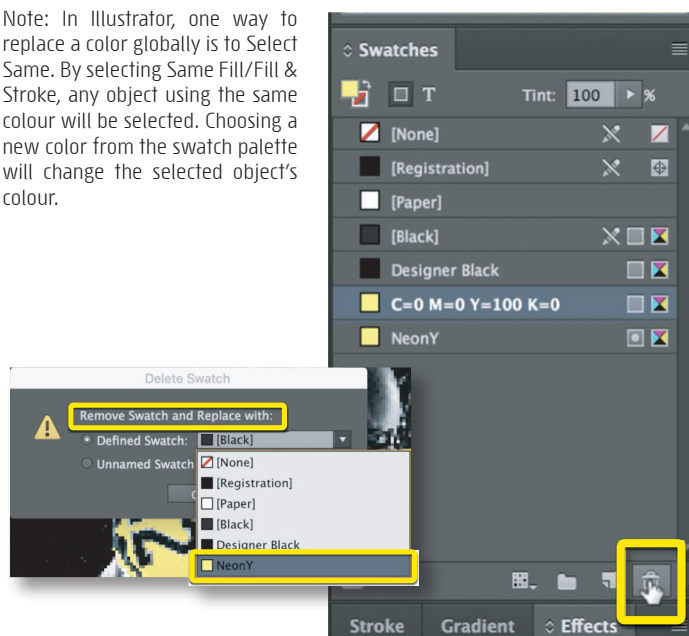 Note: In Illustrator, one way to
replace a color globally is to Select
Same. By selecting Same Fill/Fill &
Stroke, any object using the same
colour will be selected. Choosing a
new color from the swatch palette
will change the selected object's
colour.
Swatches
T Tint: 100 %
[None]
[Registration]
[Paper]
[Black]
Designer Black
C=0 M=0 Y=100 K=0
NeonY
Delete Swatch
Remove Swatch and Replace with:
Defined Swatch: [Black]
Unnamed Swatch
[None]
[Registration]
[Paper]
[Black]
Designer Black
NeonY
Stroke Gradient Effects